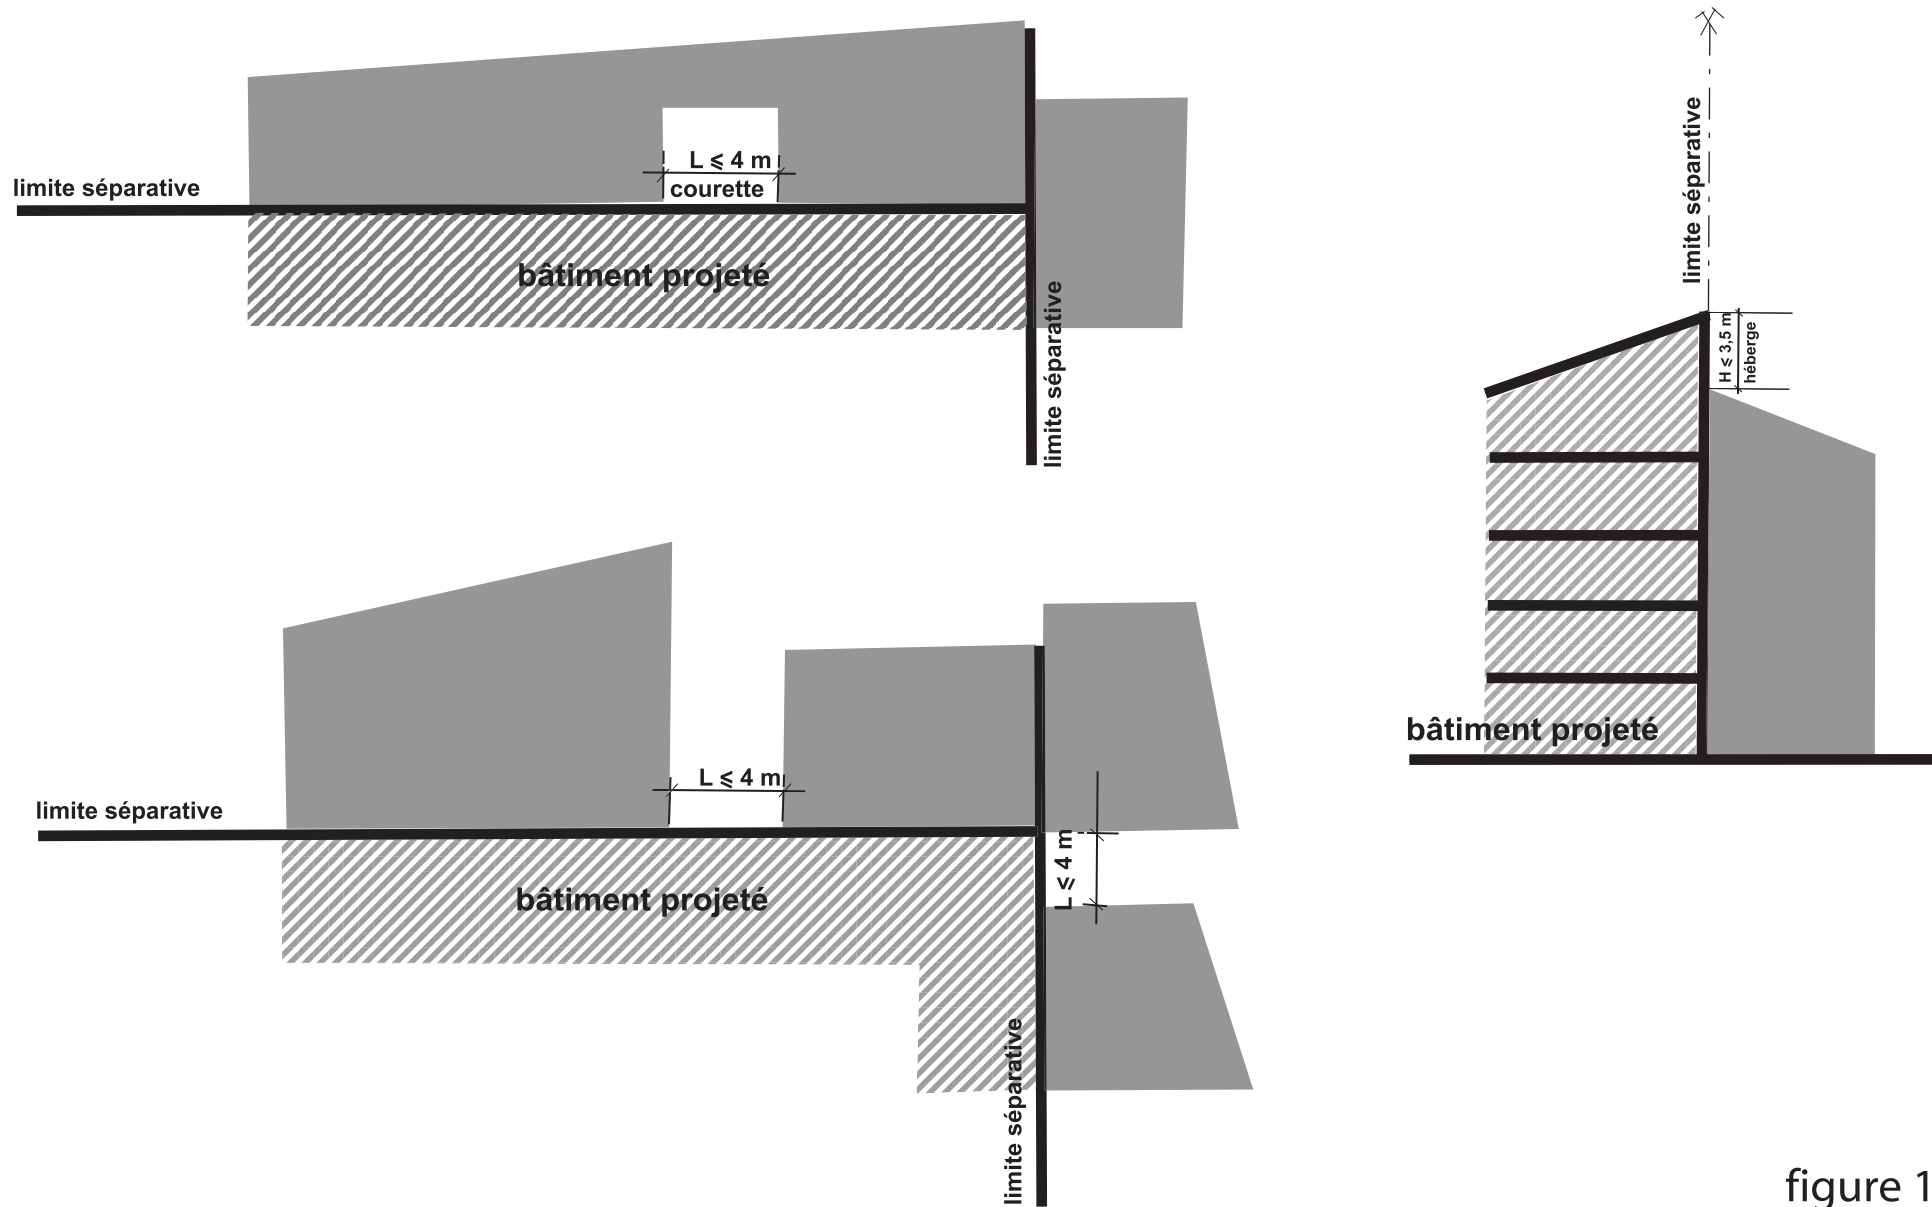 L ⩽ 4 m
courette
limite séparative
bâtiment projeté
limite séparative
limite séparative
H ⩽ 3,5 m
héberge
bâtiment projeté
L ⩽ 4 m
limite séparative
L ⩽ 4 m
bâtiment projeté
limite séparative
figure 1